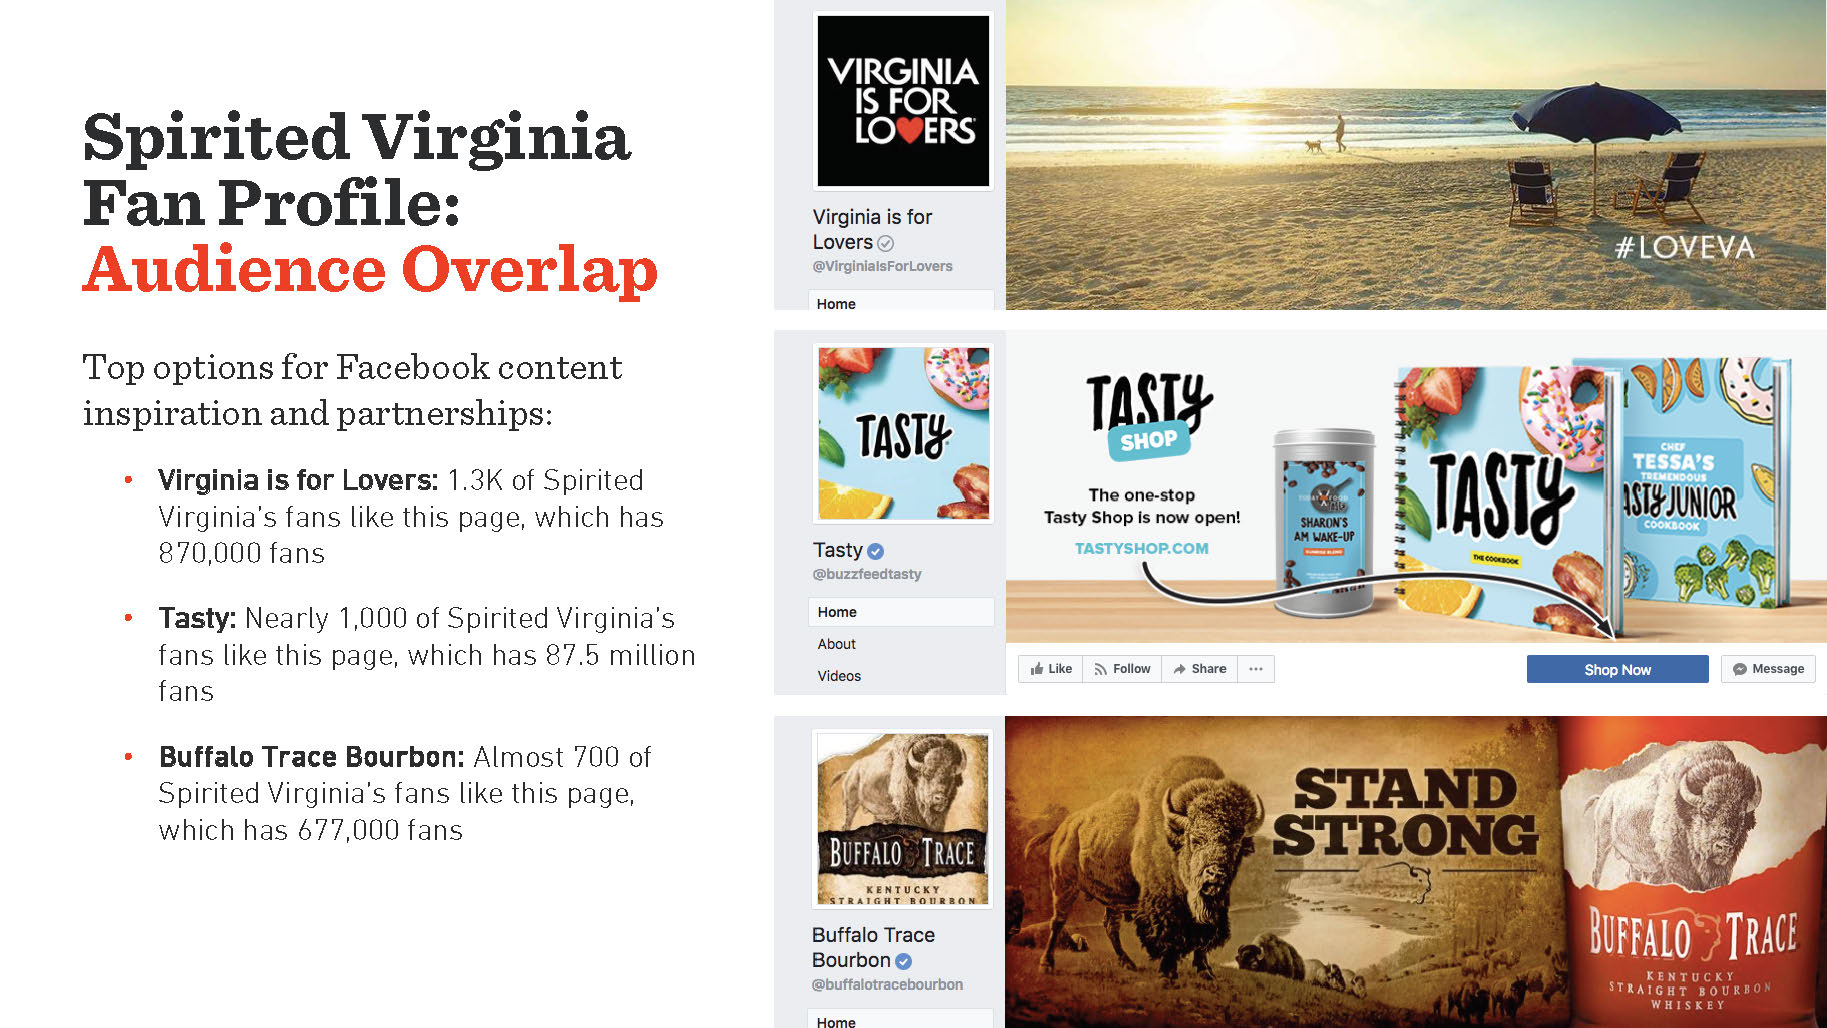 Spirited Virginia
Fan Profile:
Audience Overlap
Top options for Facebook content
inspiration and partnerships:
• Virginia is for Lovers: 1.3K of Spirited
Virginia's fans like this page, which has
870,000 fans
• Tasty: Nearly 1,000 of Spirited Virginia's
fans like this page, which has 87.5 million
fans
• Buffalo Trace Bourbon: Almost 700 of
Spirited Virginia's fans like this page,
which has 677,000 fans
VIRGINIA
IS FOR
LO♥ERS
Virginia is for
Lovers
@VirginiaIsForLovers
Home
#LOVEVA
TASTY
Tasty
@buzzfeedtasty
Home
About
Videos
TASTY
SHOP
The one-stop
Tasty Shop is now open!
TASTYSHOP.COM
SHARON'S
AM WAKE-UP
SUNRISE BLEND
TASTY
THE COOKBOOK
CHEF
TESSA'S
TREMENDOUS
ASTY JUNIOR
COOKBOOK
Like
Follow
Share
Shop Now
Message
BUFFALO TRACE
KENTUCKY
STRAIGHT BOURBON
Buffalo Trace
Bourbon
@buffalotracebourbon
Home
STAND
STRONG
BUFFALO TRACE
KENTUCKY
STRAIGHT BOURBON
WHISKEY